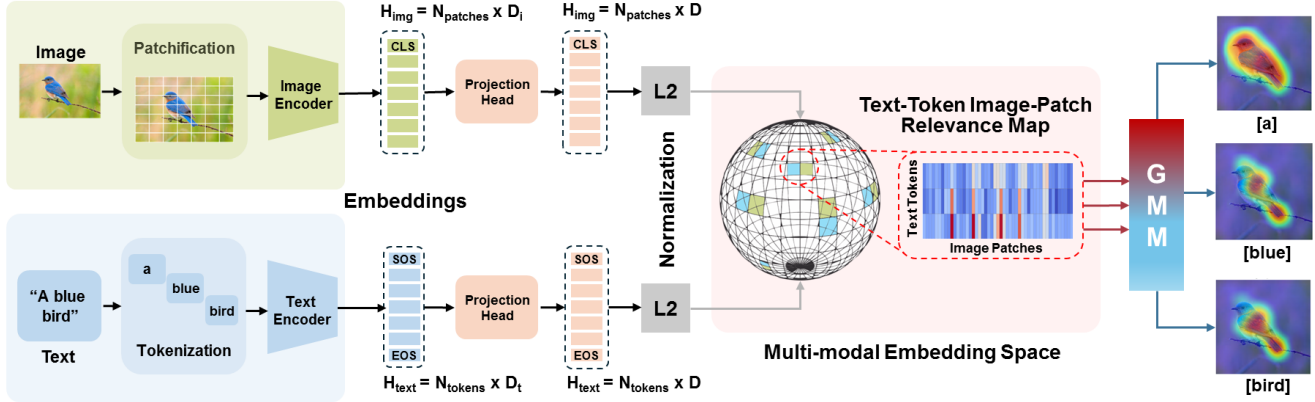 Image
Patchification
Image
Encoder
H_img = N_patches x D_i
CLS
Projection
Head
H_img = N_patches x D
CLS
L2
Normalization
Embeddings
"A blue
bird"
Text
a
blue
bird
Tokenization
Text
Encoder
SOS
EOS
H_text = N_tokens x D_t
Projection
Head
SOS
EOS
H_text = N_tokens x D
L2
Text-Token Image-Patch
Relevance Map
Text Tokens
Image Patches
Multi-modal Embedding Space
G
M
M
[a]
[blue]
[bird]